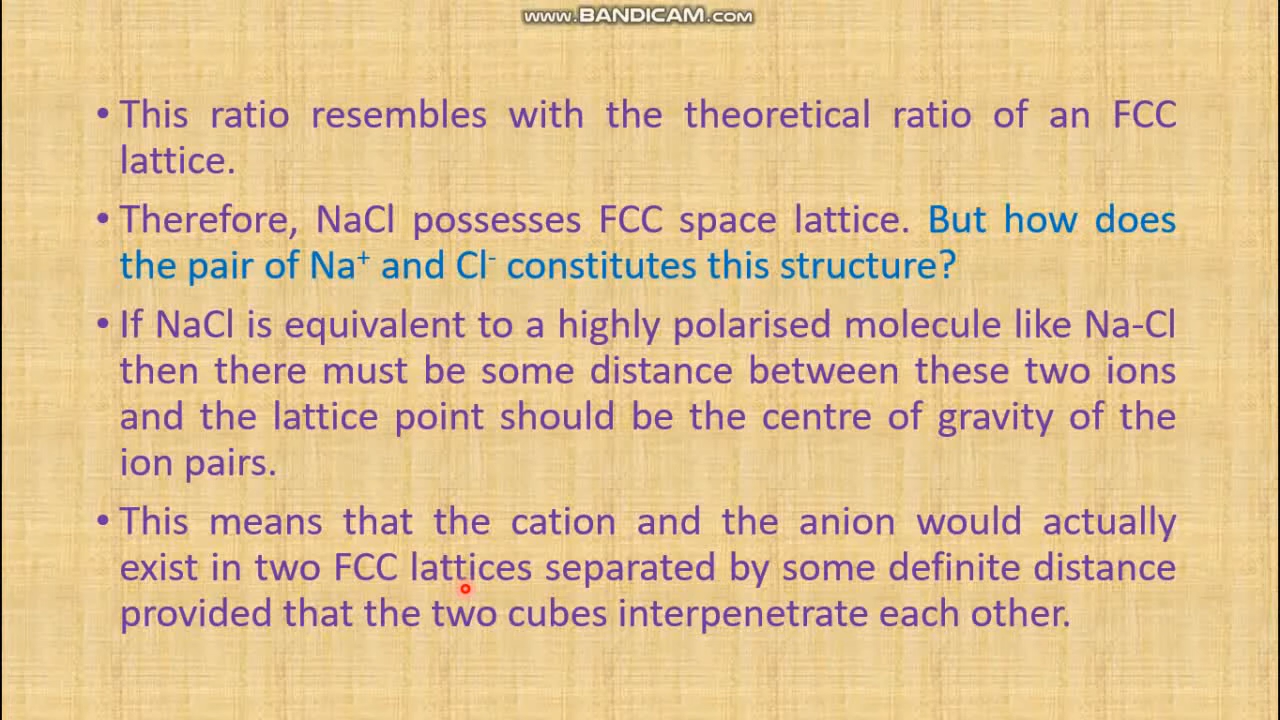 www.BANDICAM.com
• This ratio resembles with the theoretical ratio of an FCC
lattice.
• Therefore, NaCl possesses FCC space lattice. But how does
the pair of Na⁺ and Cl⁻ constitutes this structure?
• If NaCl is equivalent to a highly polarised molecule like Na-Cl
then there must be some distance between these two ions
and the lattice point should be the centre of gravity of the
ion pairs.
• This means that the cation and the anion would actually
exist in two FCC lattices separated by some definite distance
provided that the two cubes interpenetrate each other.